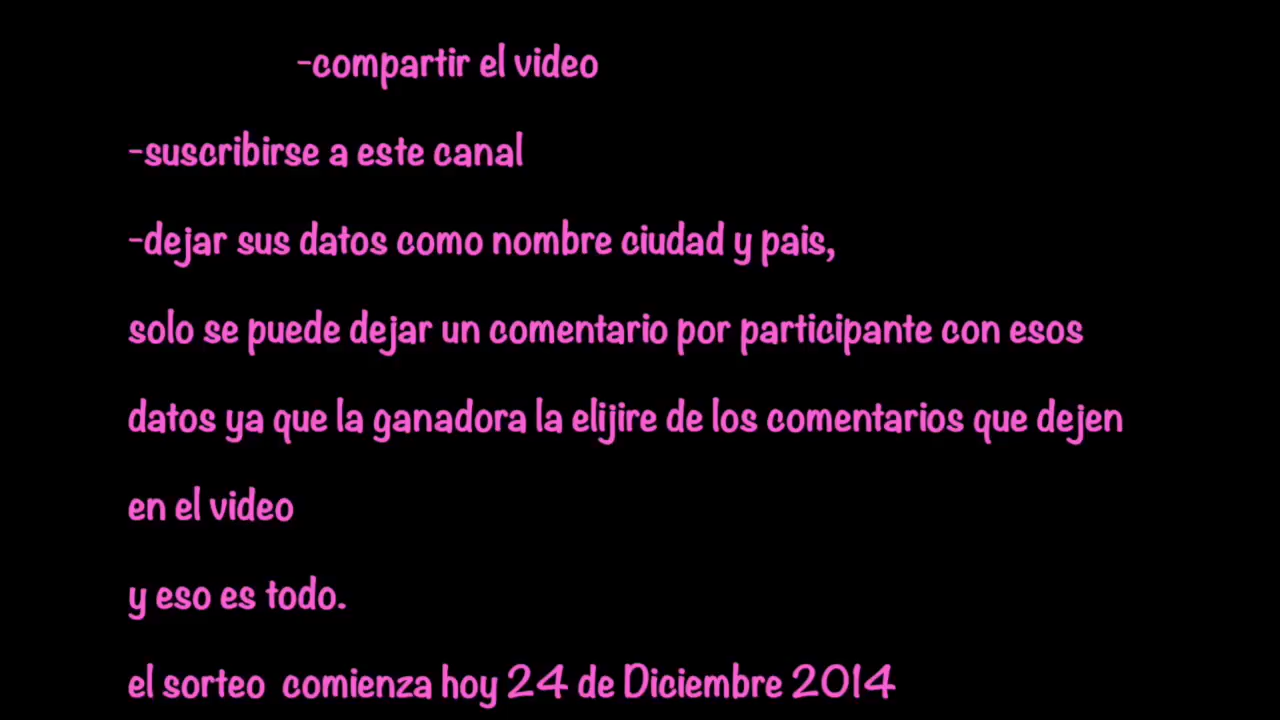 -compartir el video
-suscribirse a este canal
-dejar sus datos como nombre ciudad y pais,
solo se puede dejar un comentario por participante con esos
datos ya que la ganadora la elijire de los comentarios que dejen
en el video
y eso es todo.
el sorteo  comienza hoy 24 de Diciembre 2014